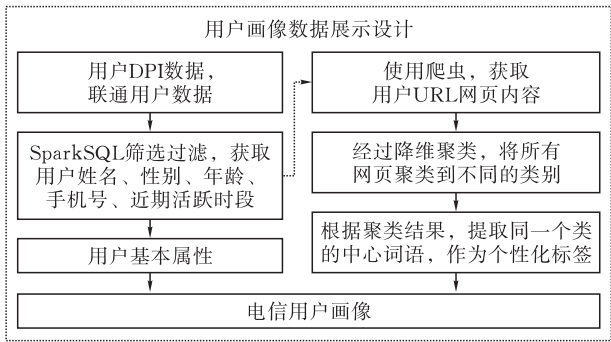 用户画像数据展示设计
用户DPI数据，
联通用户数据
SparkSQL筛选过滤，获取
用户姓名、性别、年龄、
手机号、近期活跃时段
用户基本属性
使用爬虫，获取
用户URL网页内容
经过降维聚类，将所有
网页聚类到不同的类别
根据聚类结果，提取同一个类
的中心词语，作为个性化标签
电信用户画像